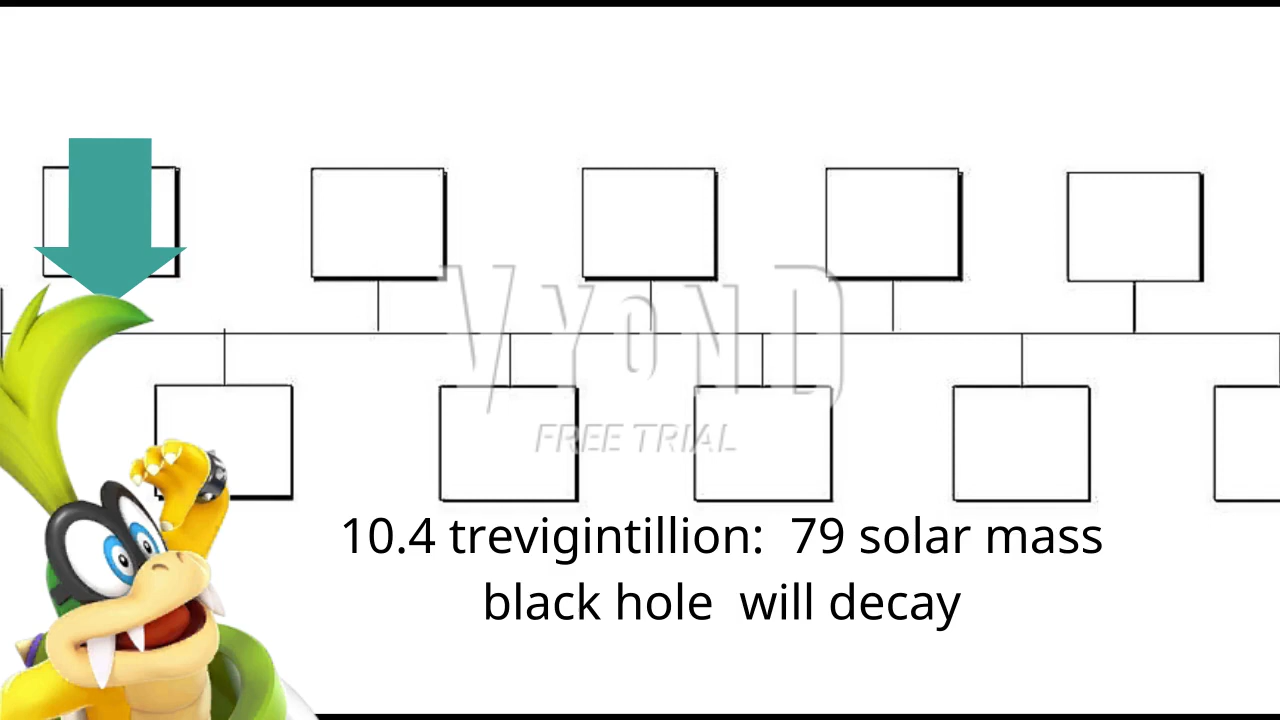 VYOND
FREE TRIAL
10.4 trevigintillion: 79 solar mass
black hole will decay